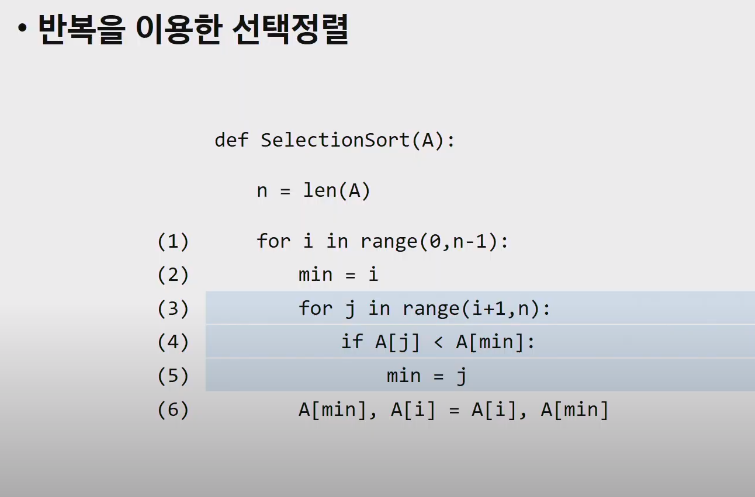 • 반복을 이용한 선택정렬
def SelectionSort(A):
n = len(A)
(1) for i in range(0,n-1):
(2) min = i
(3) for j in range(i+1,n):
(4) if A[j] < A[min]:
(5) min = j
(6) A[min], A[i] = A[i], A[min]